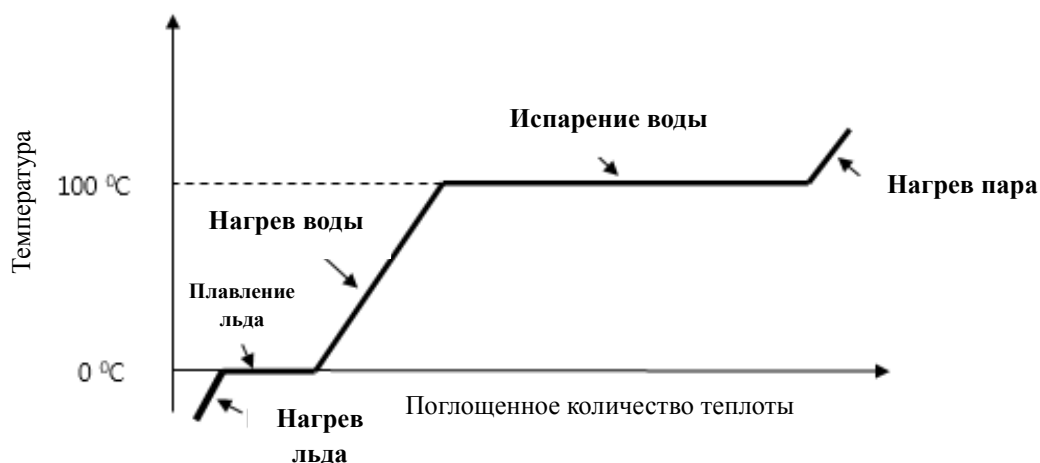 Температура
Испарение воды
100 ⁰C
Нагрев пара
Нагрев воды
Плавление
льда
0 ⁰C
Поглощенное количество теплоты
Нагрев
льда